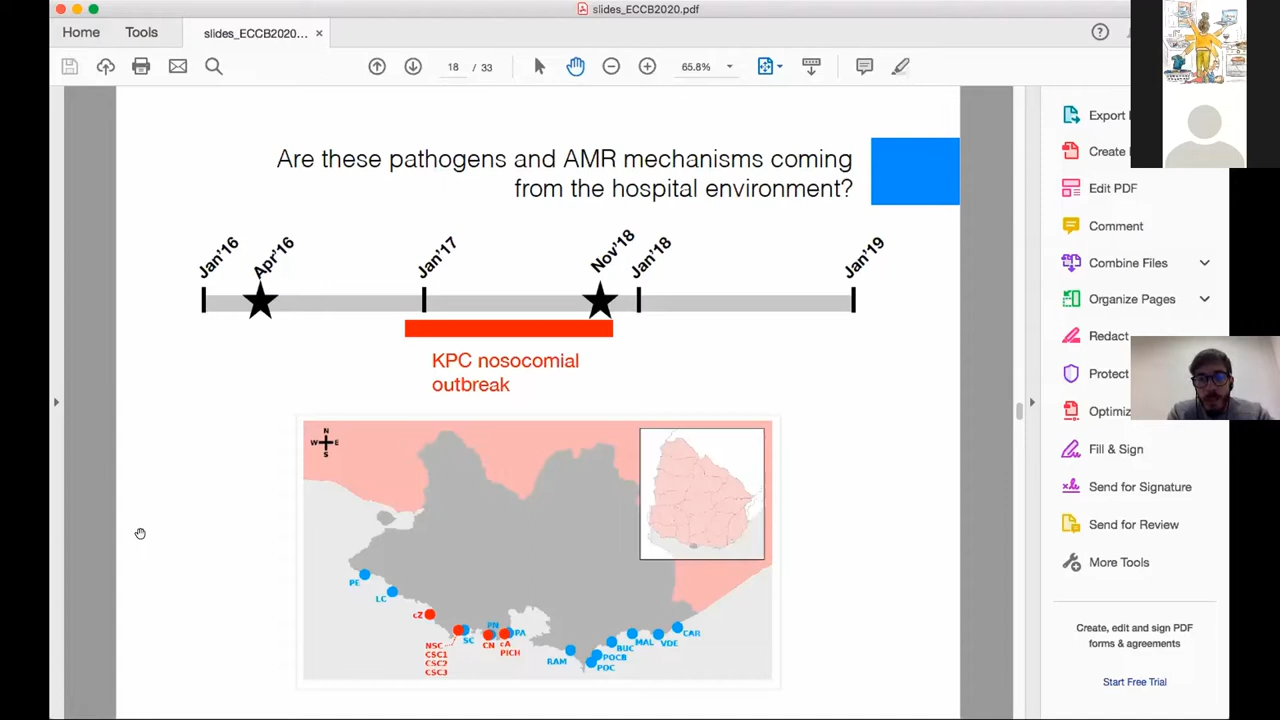 slides_ECCB2020.pdf
Home
Tools
slides_ECCB2020...
18 / 33
65.8%
Are these pathogens and AMR mechanisms coming
from the hospital environment?
Jan'16
Apr'16
Jan'17
Nov'18
Jan'18
Jan'19
KPC nosocomial
outbreak
N
W E
S
PE
LC
cZ
NSC
CSC1
CSC2
CSC3
SC
PN
CN
PA
cA
PICH
RAM
BUC
POCB
POC
MAL
VDE
CAR
Export
Create
Edit PDF
Comment
Combine Files
Organize Pages
Redact
Protect
Optimiz
Fill & Sign
Send for Signature
Send for Review
More Tools
Create, edit and sign PDF
forms & agreements
Start Free Trial